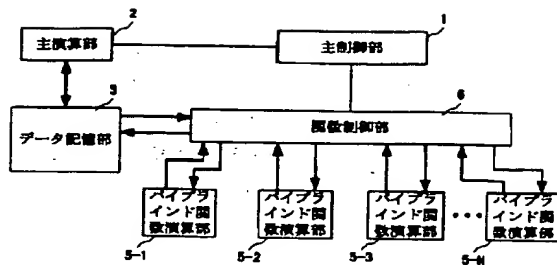 2
1
主演算部
主制御部
3
6
データ記憶部
関数制御部
パイプラ
インド関
数演算部
パイプラ
インド関
数演算部
パイプラ
インド関
数演算部
パイプラ
インド関
数演算部
5-1
5-2
5-3
5-N